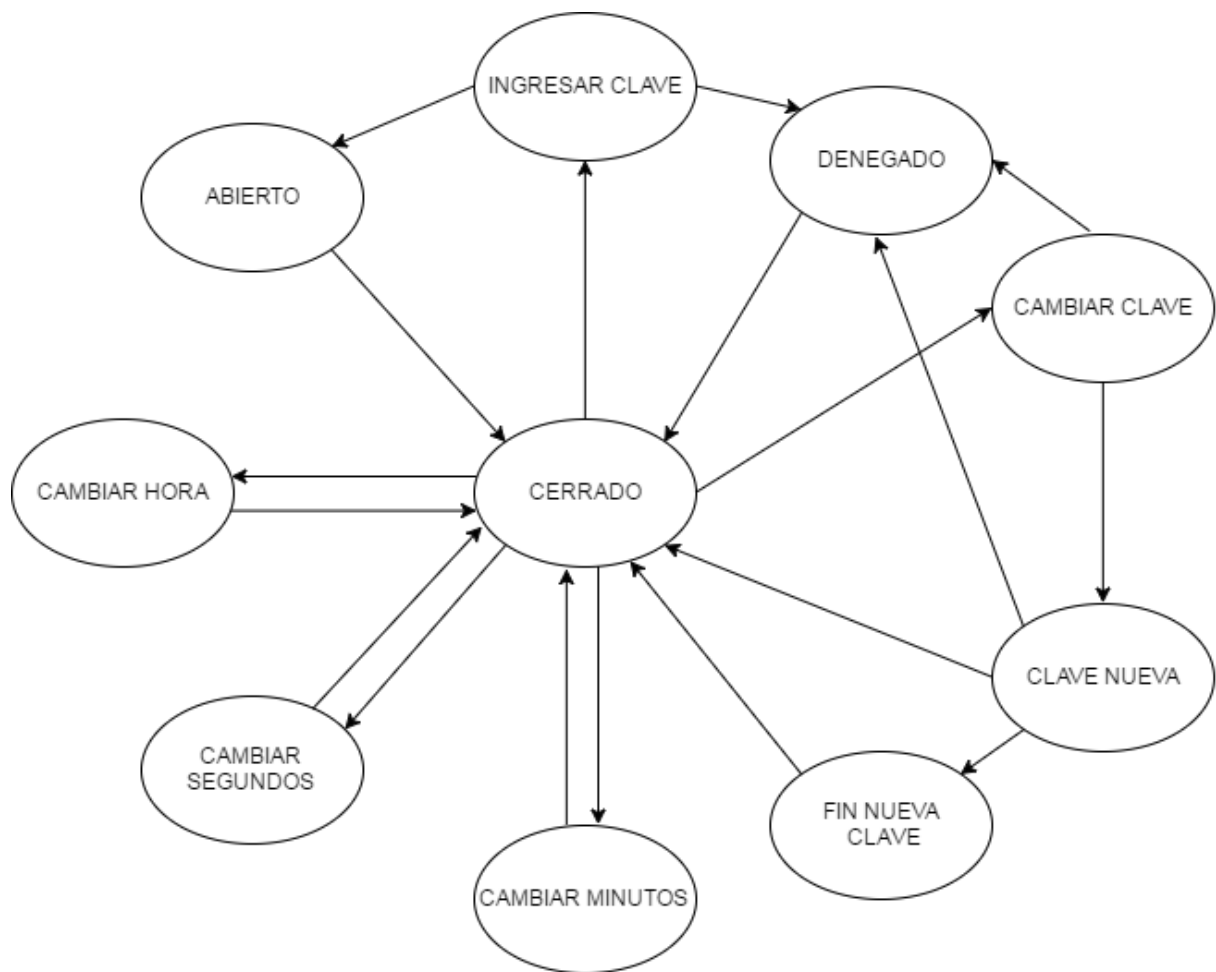 INGRESAR CLAVE
DENEGADO
ABIERTO
CAMBIAR CLAVE
CAMBIAR HORA
CERRADO
CLAVE NUEVA
CAMBIAR
SEGUNDOS
FIN NUEVA
CLAVE
CAMBIAR MINUTOS